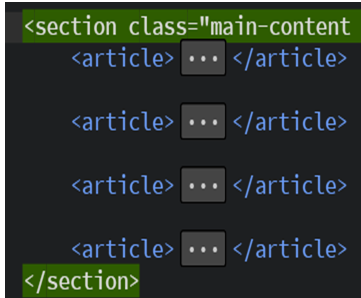 <section class="main-content
<article> ... </article>
<article> ... </article>
<article> ... </article>
<article> ... </article>
</section>